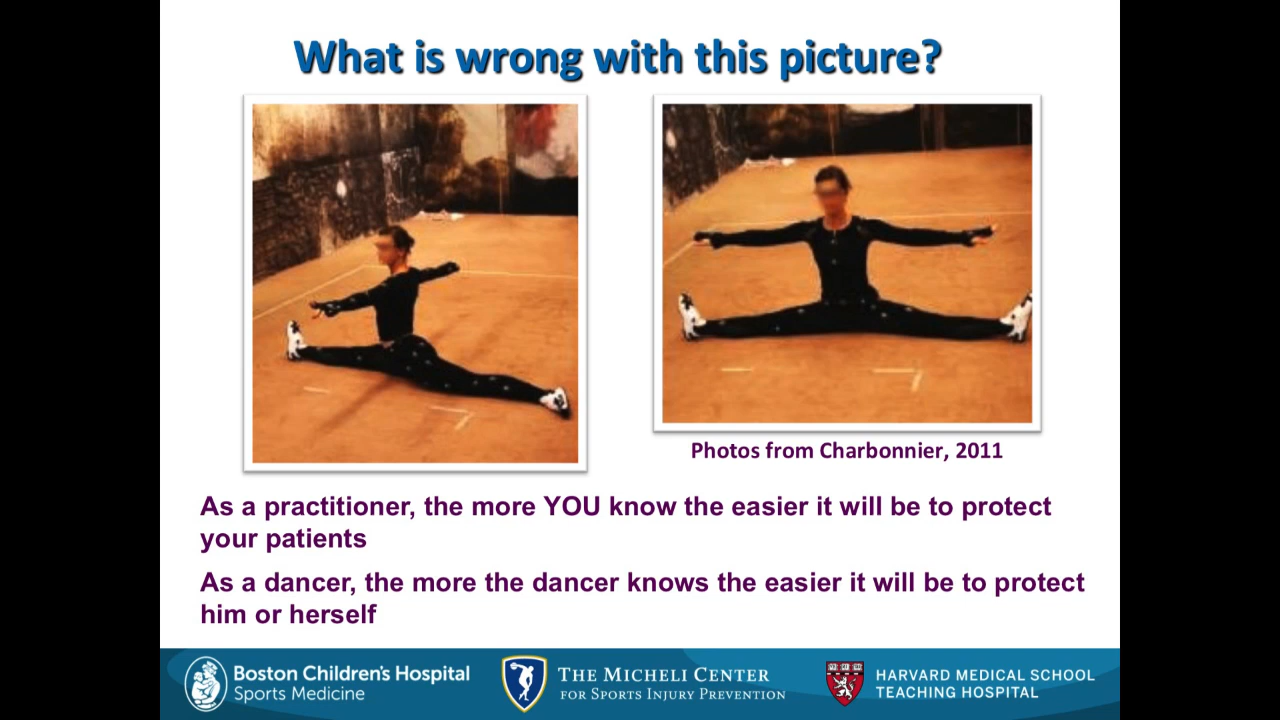 What is wrong with this picture?
Photos from Charbonnier, 2011
As a practitioner, the more YOU know the easier it will be to protect
your patients
As a dancer, the more the dancer knows the easier it will be to protect
him or herself
Boston Children's Hospital
Sports Medicine
THE MICHELI CENTER
FOR SPORTS INJURY PREVENTION
HARVARD MEDICAL SCHOOL
TEACHING HOSPITAL